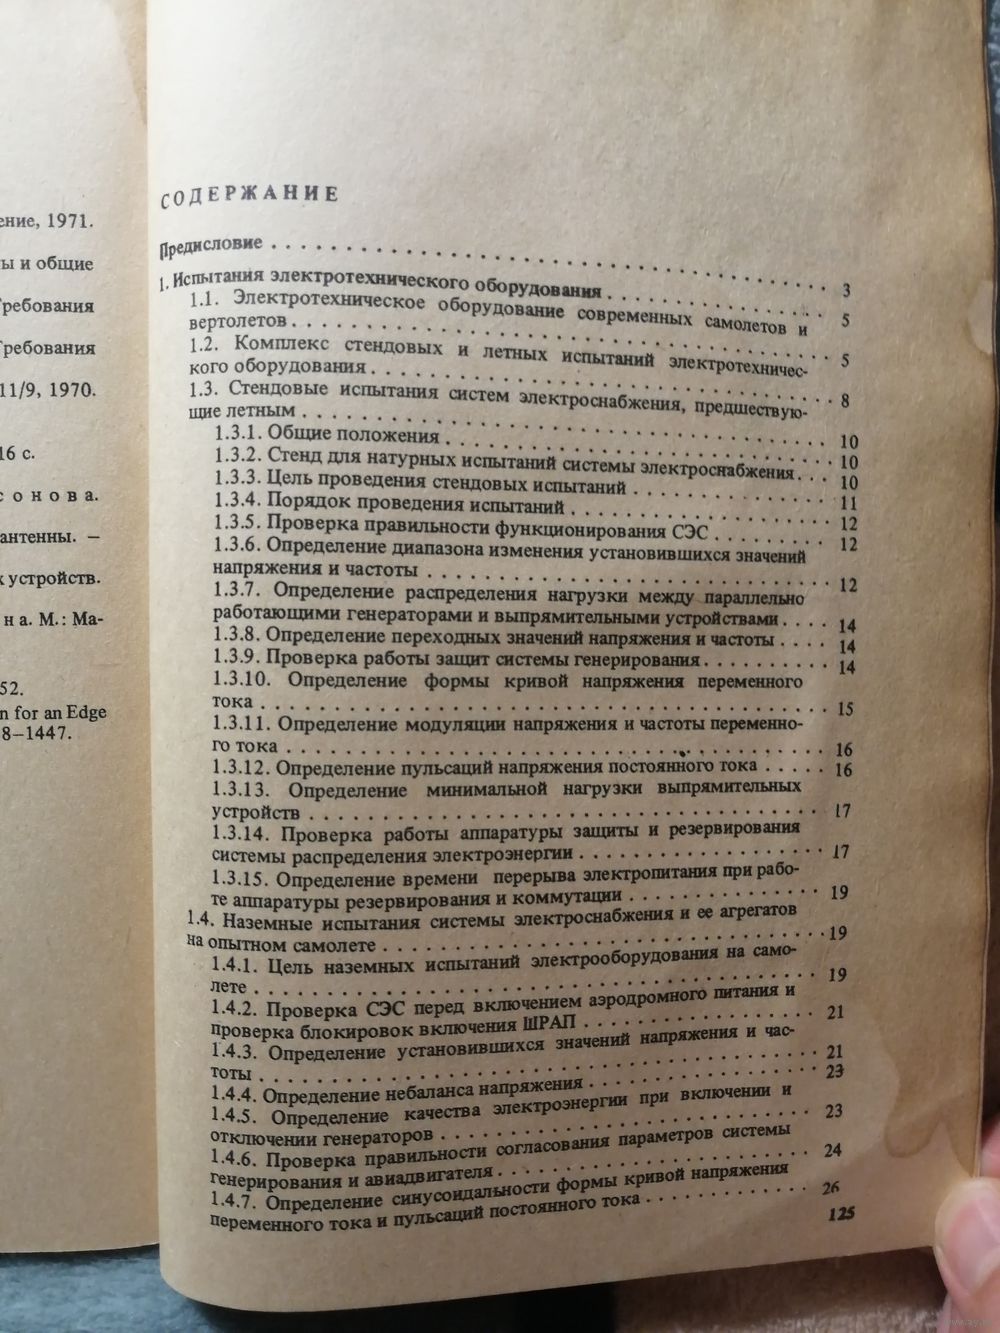 ение, 1971.
ы и общие
Требования
Требования
11/9, 1970.
16 с.
сонова.
антенны. —
х устройств.
на. М.: Ма-
52.
n for an Edge
8–1447.
СОДЕРЖАНИЕ
Предисловие . . . 3
1. Испытания электротехнического оборудования . . . 5
1.1. Электротехническое оборудование современных самолетов и
вертолетов . . . 5
1.2. Комплекс стендовых и летных испытаний электротехничес-
кого оборудования . . . 8
1.3. Стендовые испытания систем электроснабжения, предшествую-
щие летным . . . 10
1.3.1. Общие положения . . . 10
1.3.2. Стенд для натурных испытаний системы электроснабжения . . . 10
1.3.3. Цель проведения стендовых испытаний . . . 11
1.3.4. Порядок проведения испытаний . . . 12
1.3.5. Проверка правильности функционирования СЭС . . . 12
1.3.6. Определение диапазона изменения установившихся значений
напряжения и частоты . . . 12
1.3.7. Определение распределения нагрузки между параллельно
работающими генераторами и выпрямительными устройствами . . . 14
1.3.8. Определение переходных значений напряжения и частоты . . . 14
1.3.9. Проверка работы защит системы генерирования . . . 14
1.3.10. Определение формы кривой напряжения переменного
тока . . . 15
1.3.11. Определение модуляции напряжения и частоты переменно-
го тока . . . 16
1.3.12. Определение пульсаций напряжения постоянного тока . . . 16
1.3.13. Определение минимальной нагрузки выпрямительных
устройств . . . 17
1.3.14. Проверка работы аппаратуры защиты и резервирования
системы распределения электроэнергии . . . 17
1.3.15. Определение времени перерыва электропитания при рабо-
те аппаратуры резервирования и коммутации . . . 19
1.4. Наземные испытания системы электроснабжения и ее агрегатов
на опытном самолете . . . 19
1.4.1. Цель наземных испытаний электрооборудования на само-
лете . . . 19
1.4.2. Проверка СЭС перед включением аэродромного питания и
проверка блокировок включения ШРАП . . . 21
1.4.3. Определение установившихся значений напряжения и час-
тоты . . . 21
1.4.4. Определение небаланса напряжения . . . 23
1.4.5. Определение качества электроэнергии при включении и
отключении генераторов . . . 23
1.4.6. Проверка правильности согласования параметров системы
генерирования и авиадвигателя . . . 24
1.4.7. Определение синусоидальности формы кривой напряжения
переменного тока и пульсаций постоянного тока . . . 26
125